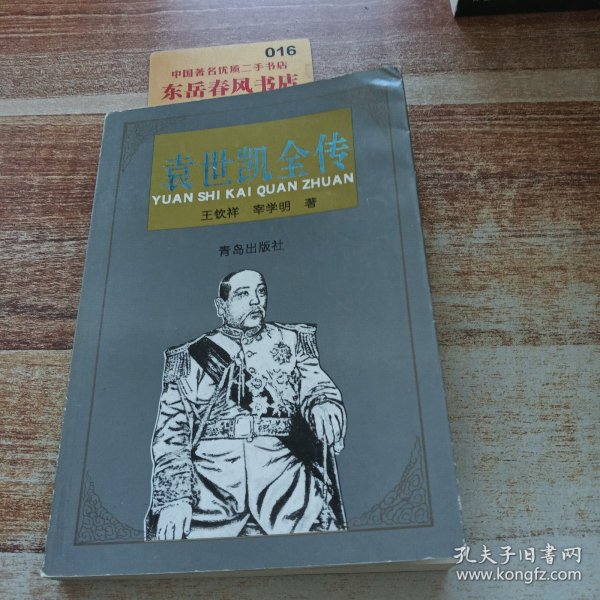 016
中国著名优质二手书店
东岳春风书店
袁世凯全传
YUAN SHI KAI QUAN ZHUAN
王钦祥 宰学明 著
青岛出版社
孔夫子旧书网
www.kongfz.com